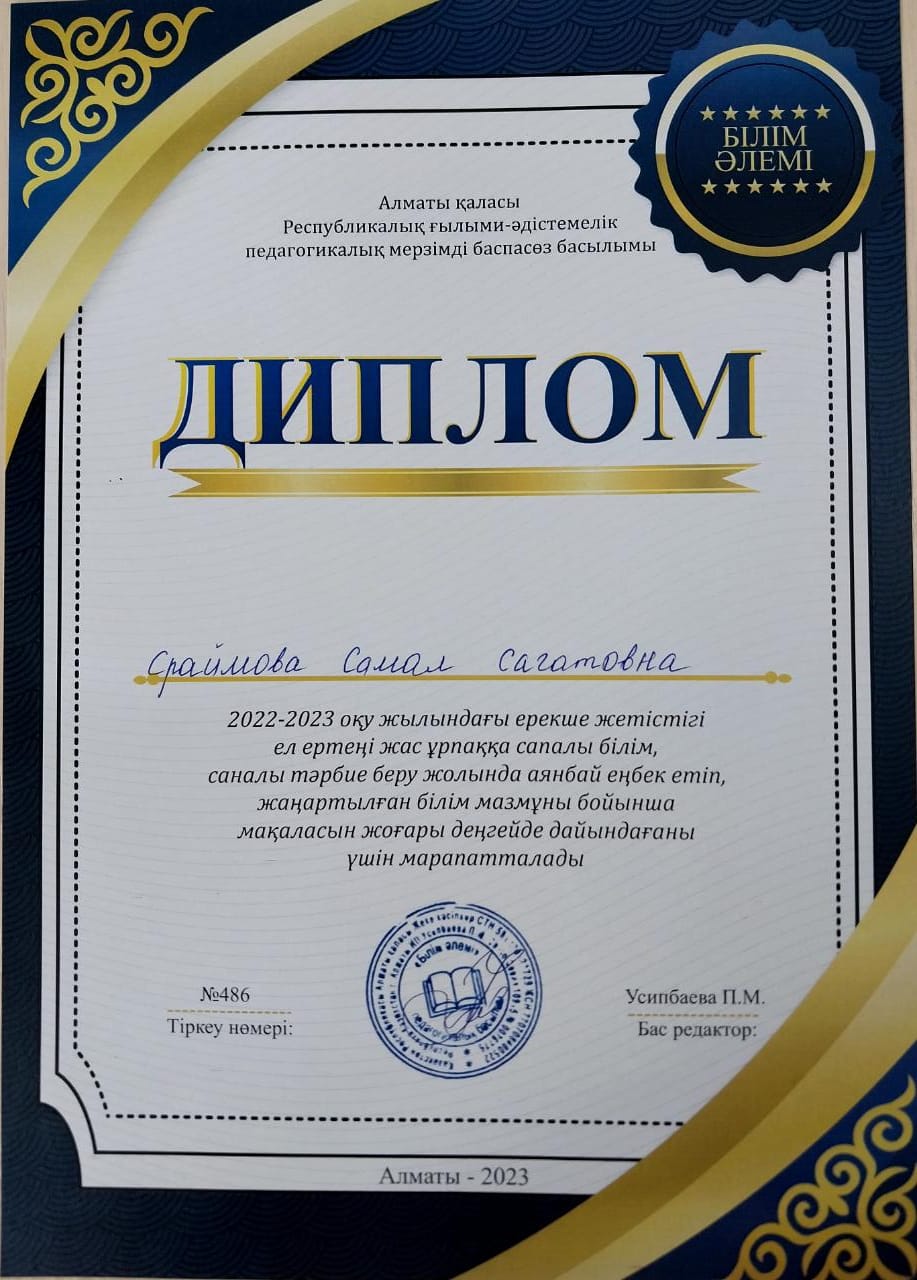 БІЛІМ
ӘЛЕМІ
Алматы қаласы
Республикалық ғылыми-әдістемелік
педагогикалық мерзімді баспасөз басылымы
ДИПЛОМ
Сраймова Самал Сагатовна
2022-2023 оқу жылындағы ерекше жетістігі
ел ертеңі жас ұрпаққа сапалы білім,
саналы тәрбие беру жолында аянбай еңбек етіп,
жаңартылған білім мазмұны бойынша
мақаласын жоғары деңгейде дайындағаны
үшін марапатталады
«Білім әлемі»
№486
Тіркеу нөмері:
Усипбаева П.М.
Бас редактор:
Алматы - 2023